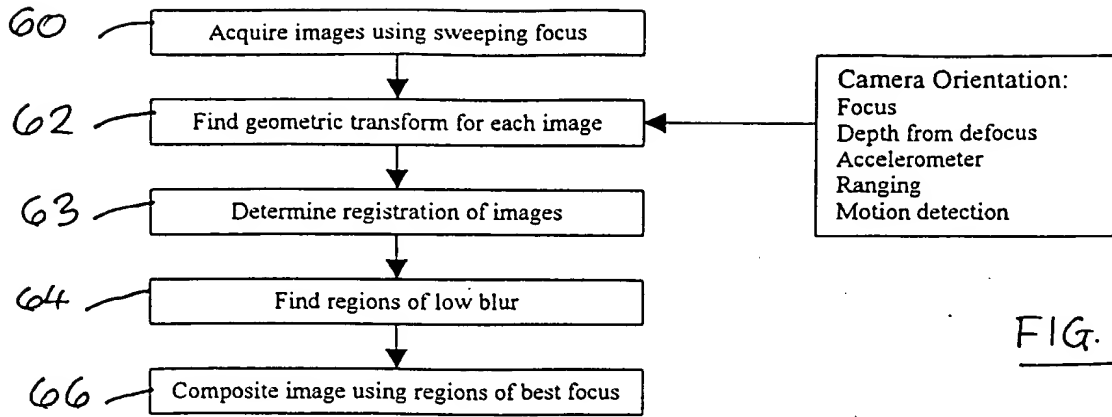 60
Acquire images using sweeping focus
62
Find geometric transform for each image
Camera Orientation:
Focus
Depth from defocus
Accelerometer
Ranging
Motion detection
63
Determine registration of images
64
Find regions of low blur
66
Composite image using regions of best focus
FIG.